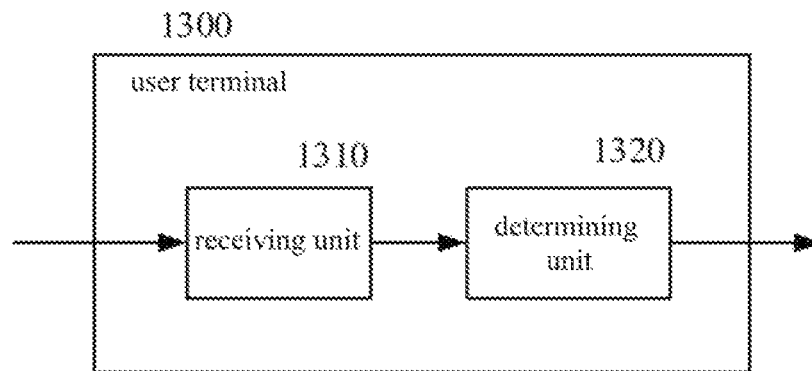 1300
user terminal
1310
1320
receiving unit
determining
unit